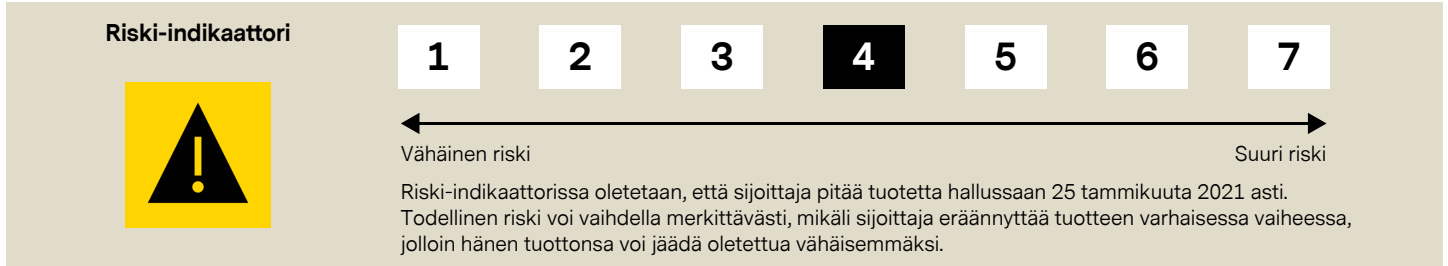 Riski-indikaattori
1 2 3 4 5 6 7
Vähäinen riski Suuri riski
Riski-indikaattorissa oletetaan, että sijoittaja pitää tuotetta hallussaan 25 tammikuuta 2021 asti.
Todellinen riski voi vaihdella merkittävästi, mikäli sijoittaja eräännyttää tuotteen varhaisessa vaiheessa,
jolloin hänen tuottonsa voi jäädä oletettua vähäisemmäksi.